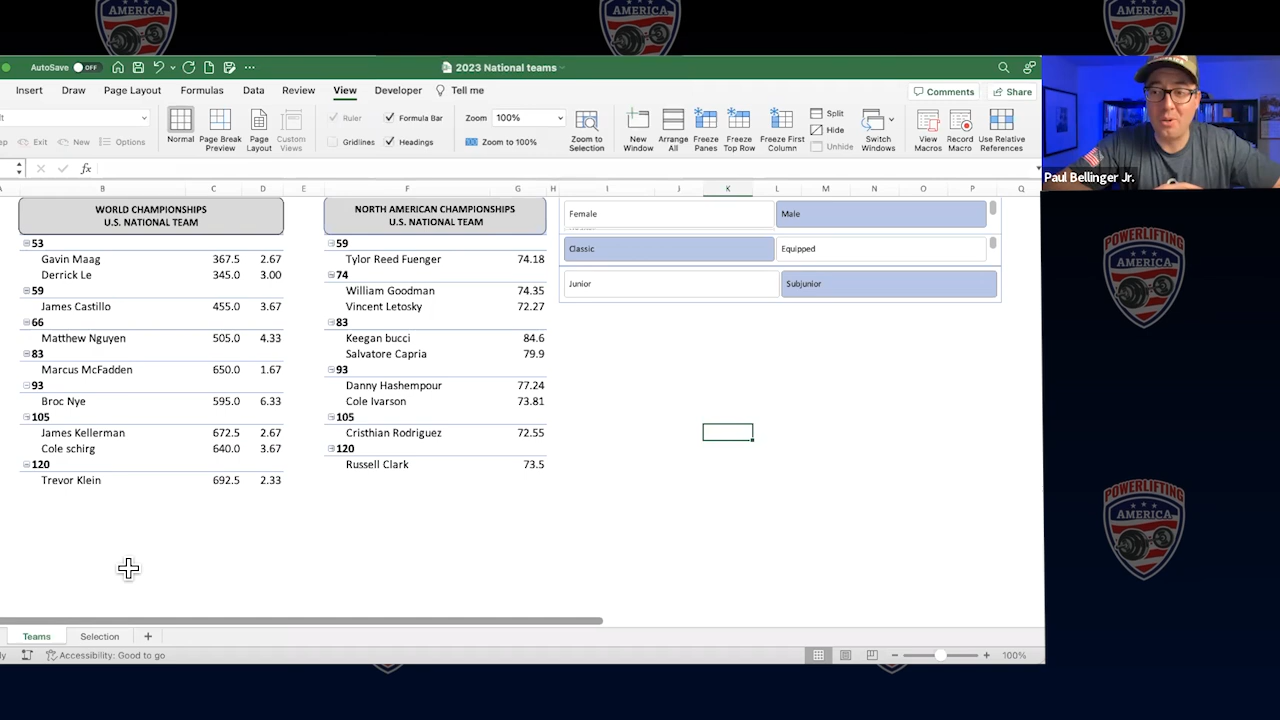 AMERICA
AMERICA
AMERICA
AutoSave OFF
2023 National teams
Insert Draw Page Layout Formulas Data Review View Developer Tell me
Comments Share
Exit New Options
Normal
Page Break Preview
Page Layout
Custom Views
Ruler Formula Bar
Gridlines Headings
Zoom 100%
Zoom to 100%
Zoom to Selection
New Window
Arrange All
Freeze Panes
Freeze Top Row
Freeze First Column
Split
Hide
Unhide
Switch Windows
View Macros
Record Macro
Use Relative References
Paul Bellinger Jr.
fx
B C D E F G H I J K L M N O P Q
WORLD CHAMPIONSHIPS
U.S. NATIONAL TEAM
53
Gavin Maag 367.5 2.67
Derrick Le 345.0 3.00
59
James Castillo 455.0 3.67
66
Matthew Nguyen 505.0 4.33
83
Marcus McFadden 650.0 1.67
93
Broc Nye 595.0 6.33
105
James Kellerman 672.5 2.67
Cole schirg 640.0 3.67
120
Trevor Klein 692.5 2.33
NORTH AMERICAN CHAMPIONSHIPS
U.S. NATIONAL TEAM
59
Tylor Reed Fuenger 74.18
74
William Goodman 74.35
Vincent Letosky 72.27
83
Keegan bucci 84.6
Salvatore Capria 79.9
93
Danny Hashempour 77.24
Cole Ivarson 73.81
105
Cristhian Rodriguez 72.55
120
Russell Clark 73.5
Female Male
Classic Equipped
Junior Subjunior
POWERLIFTING
AMERICA
POWERLIFTING
AMERICA
Teams Selection +
Accessibility: Good to go
100%